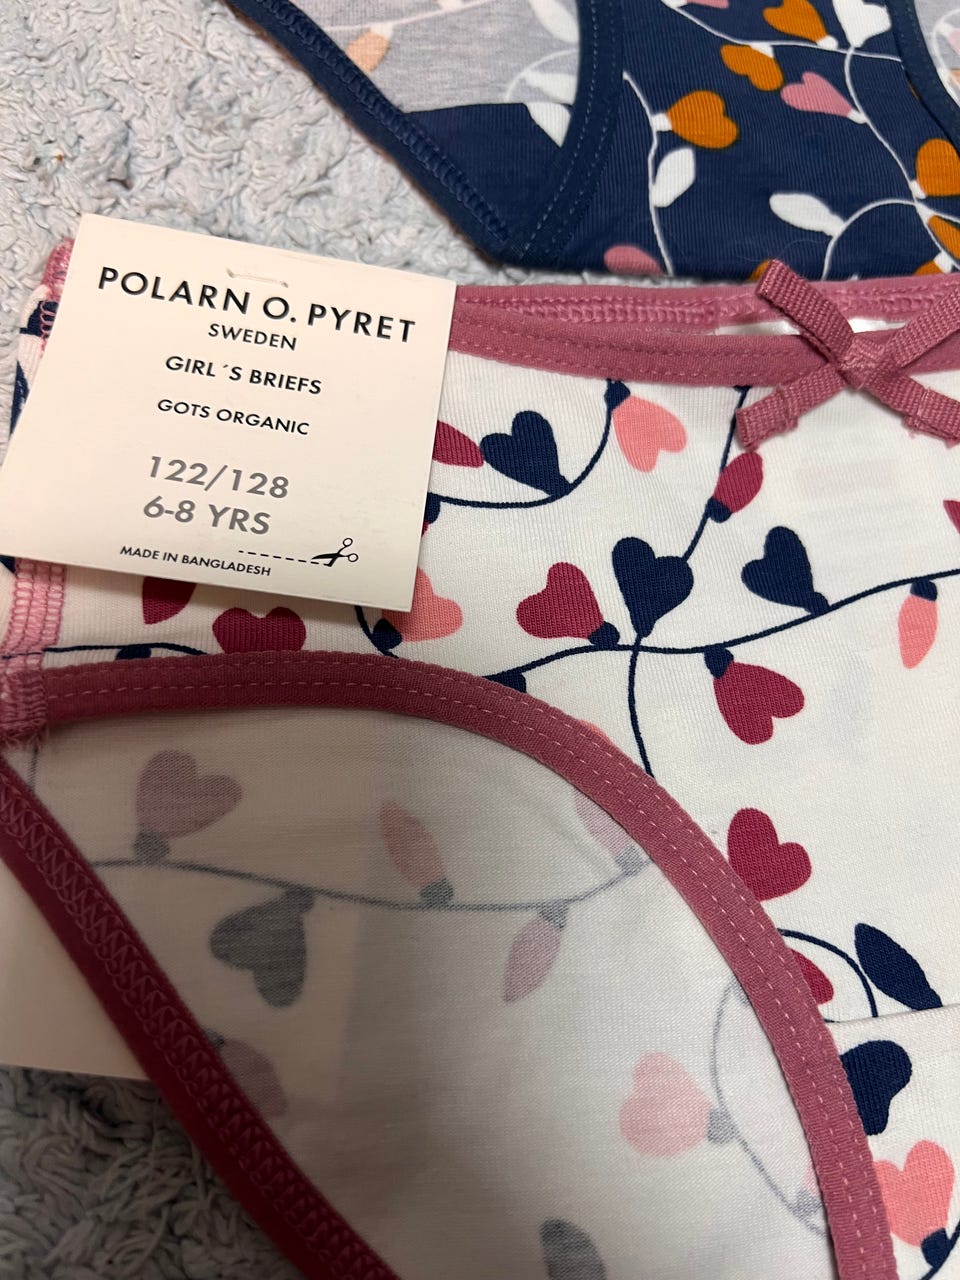 POLARN O. PYRET
SWEDEN
GIRL´S BRIEFS
GOTS ORGANIC
122/128
6-8 YRS
MADE IN BANGLADESH